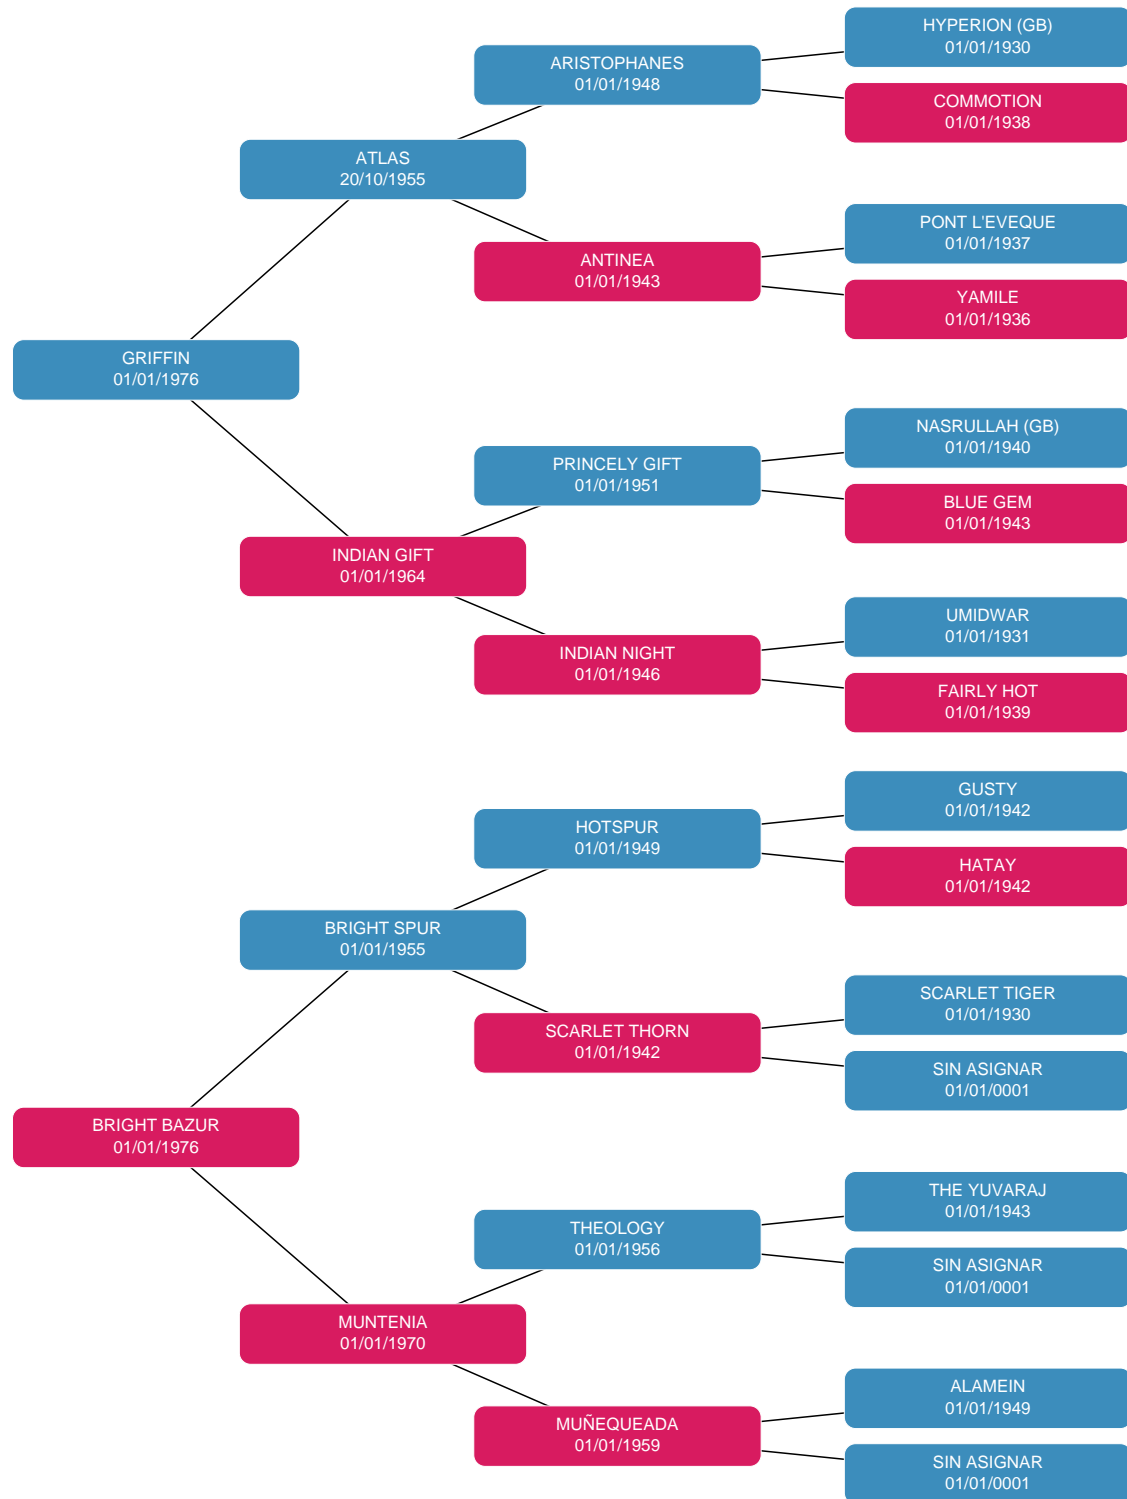 HYPERION (GB)
01/01/1930
ARISTOPHANES
01/01/1948
COMMOTION
01/01/1938
ATLAS
20/10/1955
PONT L'EVEQUE
01/01/1937
ANTINEA
01/01/1943
YAMILE
01/01/1936
GRIFFIN
01/01/1976
NASRULLAH (GB)
01/01/1940
PRINCELY GIFT
01/01/1951
BLUE GEM
01/01/1943
INDIAN GIFT
01/01/1964
UMIDWAR
01/01/1931
INDIAN NIGHT
01/01/1946
FAIRLY HOT
01/01/1939
GUSTY
01/01/1942
HOTSPUR
01/01/1949
HATAY
01/01/1942
BRIGHT SPUR
01/01/1955
SCARLET TIGER
01/01/1930
SCARLET THORN
01/01/1942
SIN ASIGNAR
01/01/0001
BRIGHT BAZUR
01/01/1976
THE YUVARAJ
01/01/1943
THEOLOGY
01/01/1956
SIN ASIGNAR
01/01/0001
MUNTENIA
01/01/1970
ALAMEIN
01/01/1949
MUÑEQUEADA
01/01/1959
SIN ASIGNAR
01/01/0001